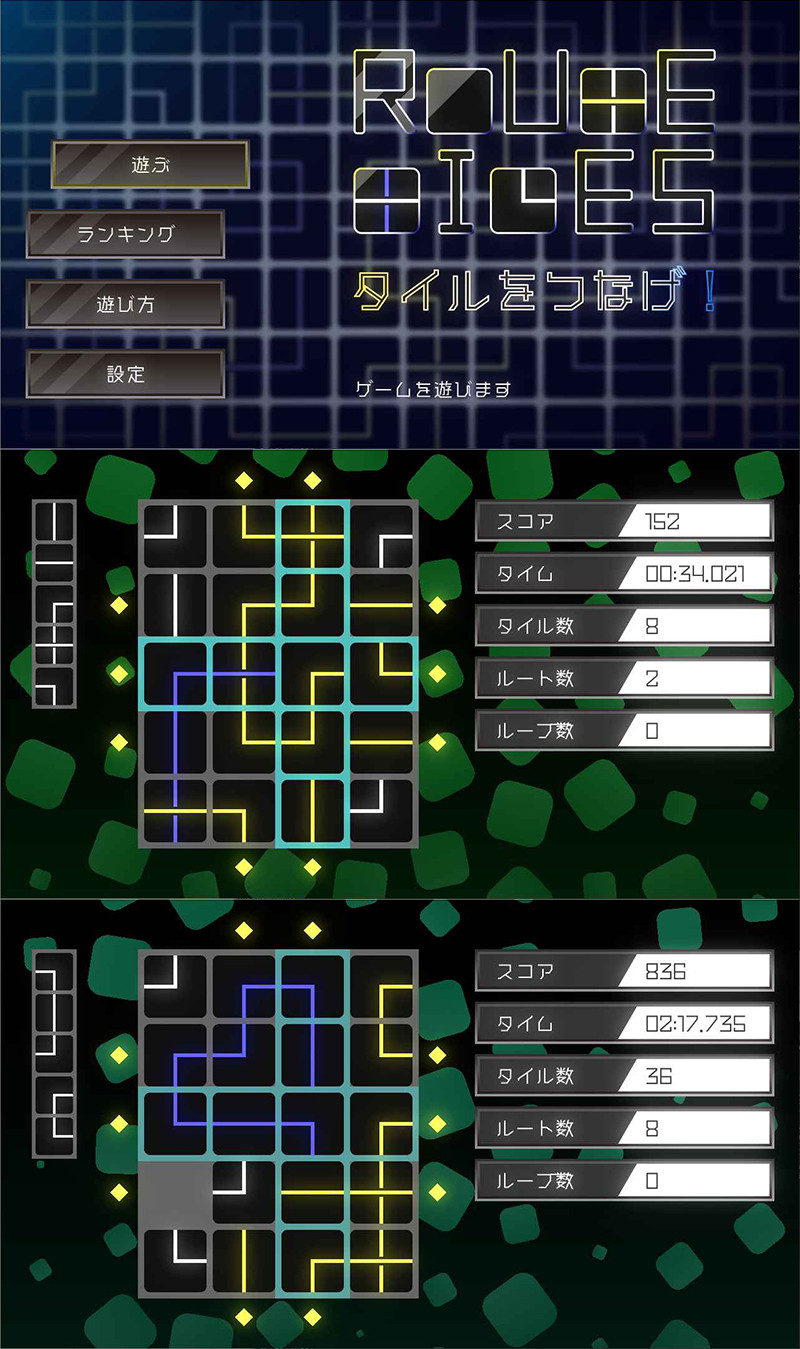 ROUTE
TILES
タイルをつなげ!
遊ぶ
ランキング
遊び方
設定
ゲームを遊びます
スコア 152
タイム 00:34.021
タイル数 8
ルート数 2
ループ数 0
スコア 836
タイム 02:17.735
タイル数 36
ルート数 8
ループ数 0